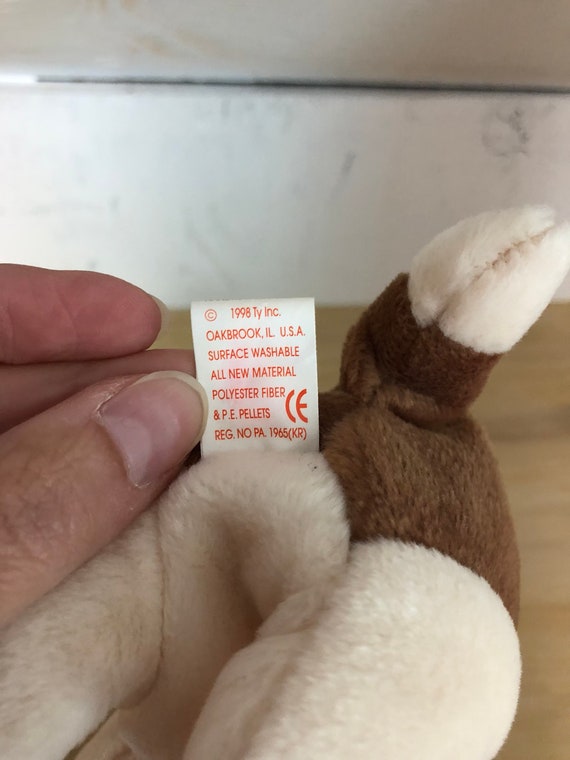 © 1998 Ty Inc.
OAKBROOK, IL. U.S.A.
SURFACE WASHABLE
ALL NEW MATERIAL
POLYESTER FIBER
& P.E. PELLETS CE
REG. NO PA. 1965(KR)